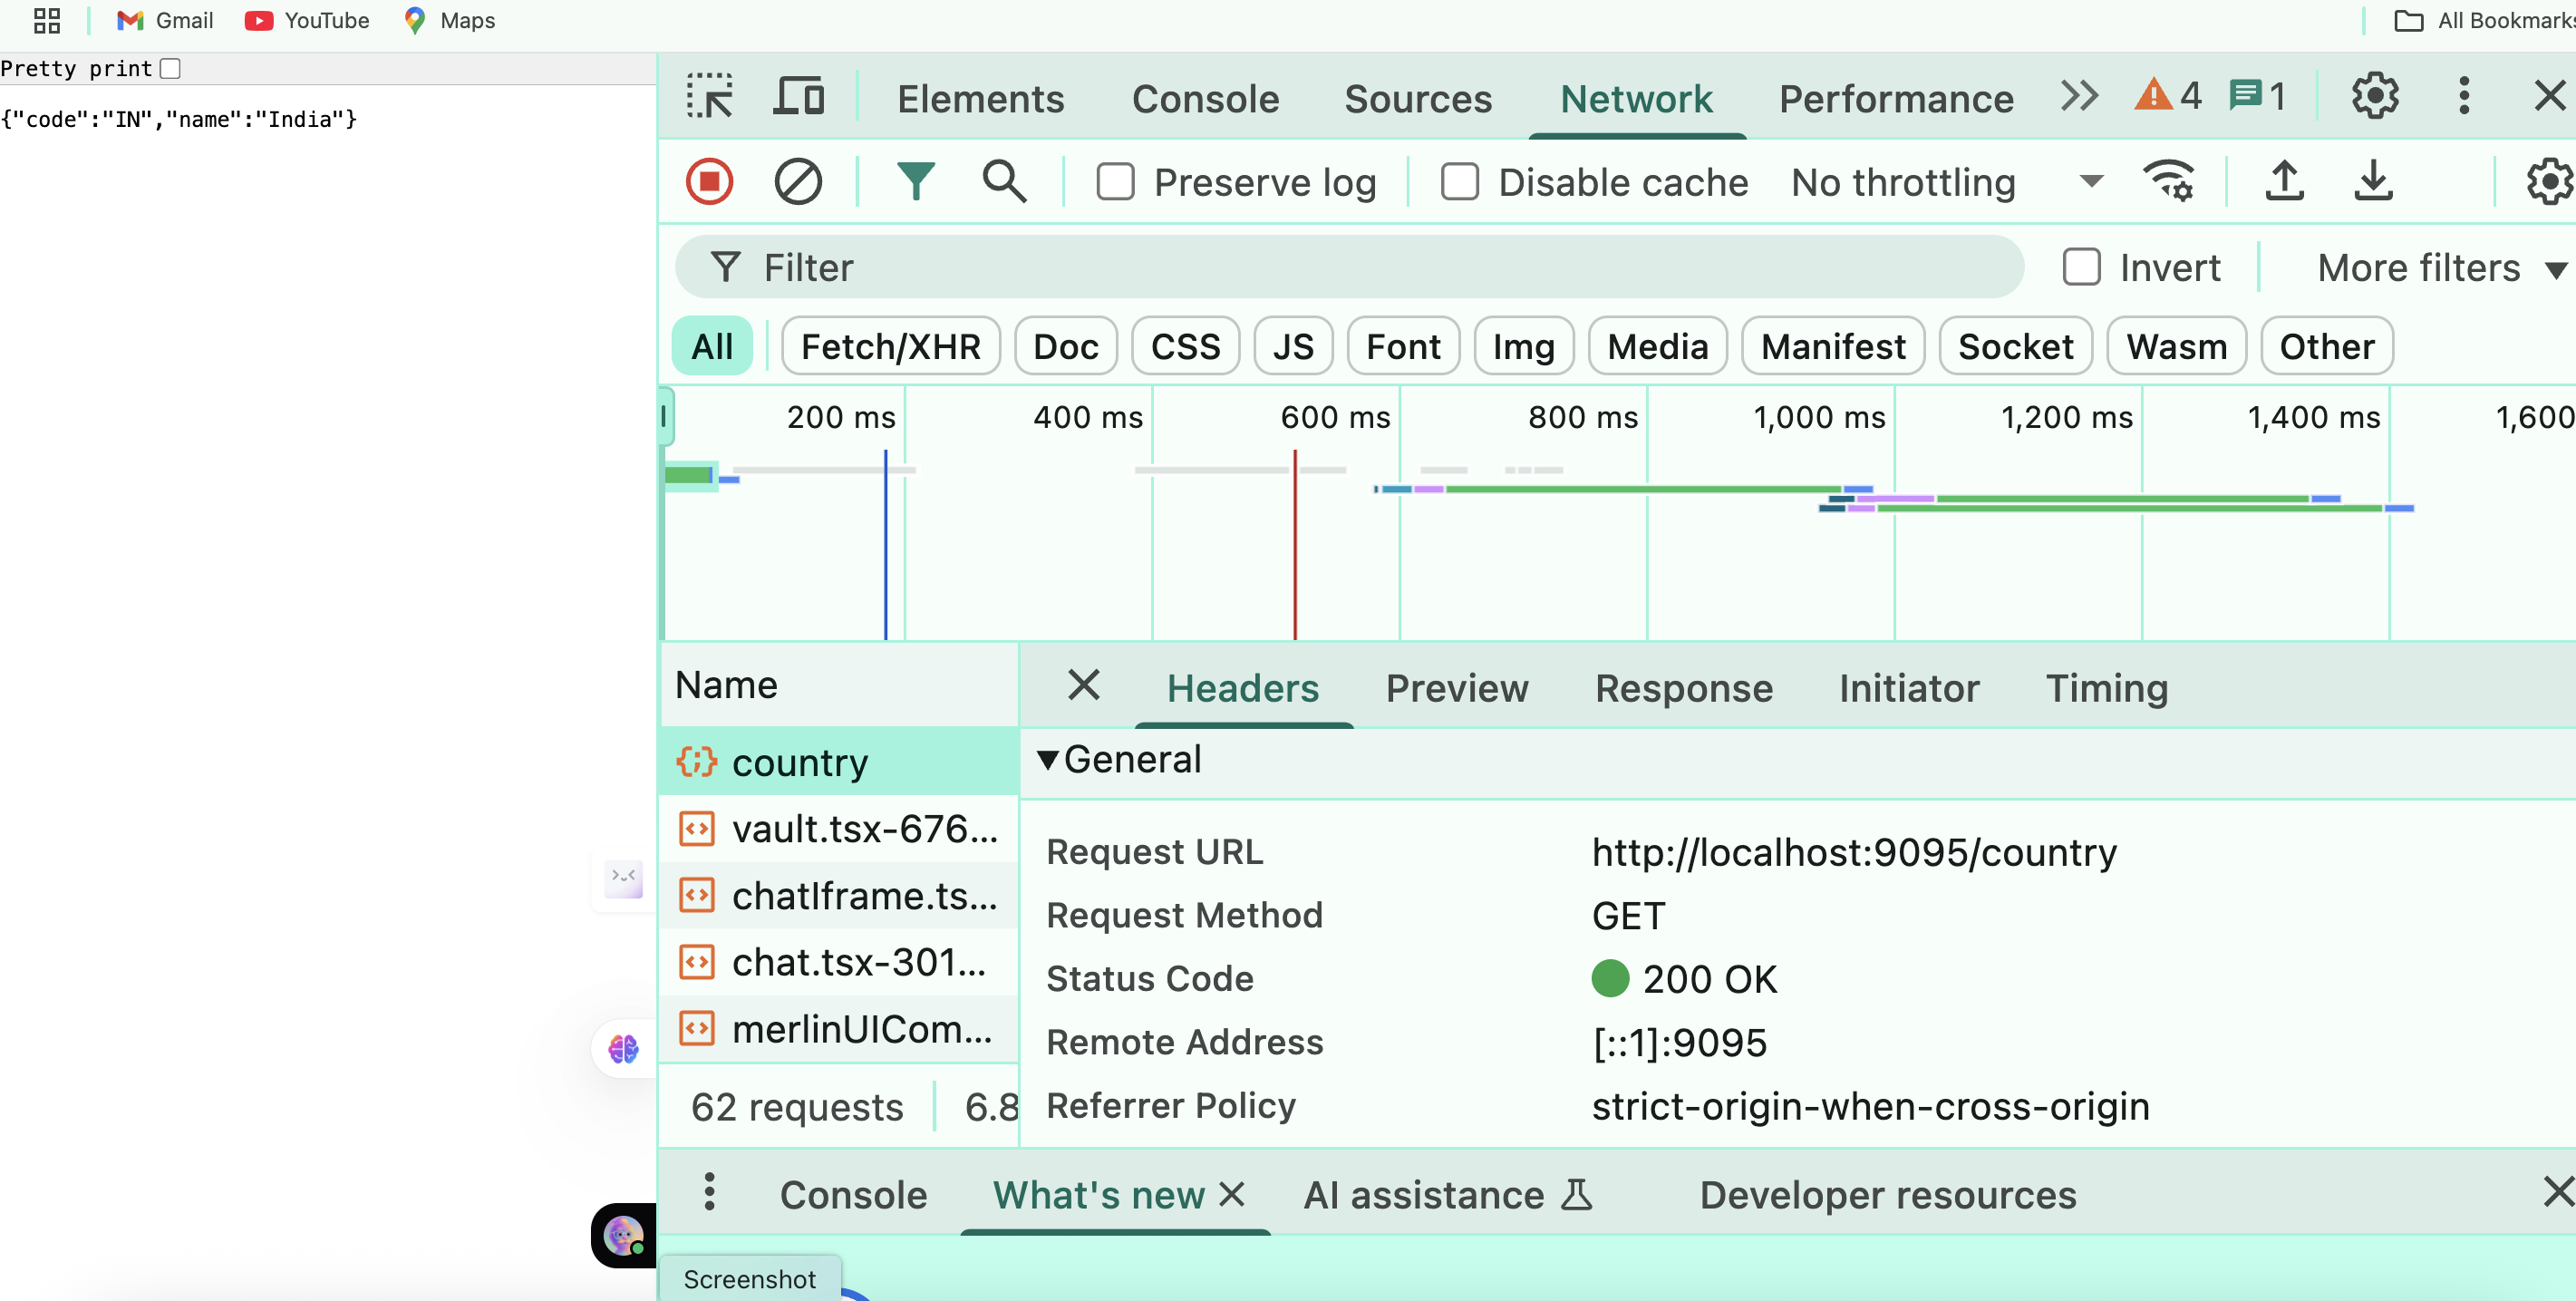 Gmail
YouTube
Maps
All Bookmarks
Pretty print
{"code":"IN","name":"India"}
Elements Console Sources Network Performance 4 1
Preserve log Disable cache No throttling
Filter Invert More filters
All Fetch/XHR Doc CSS JS Font Img Media Manifest Socket Wasm Other
200 ms 400 ms 600 ms 800 ms 1,000 ms 1,200 ms 1,400 ms 1,600
Name
Headers Preview Response Initiator Timing
country
vault.tsx-676...
chatIframe.ts...
chat.tsx-301...
merlinUICom...
62 requests 6.8
General
Request URL http://localhost:9095/country
Request Method GET
Status Code 200 OK
Remote Address [::1]:9095
Referrer Policy strict-origin-when-cross-origin
Console What's new AI assistance Developer resources
Screenshot